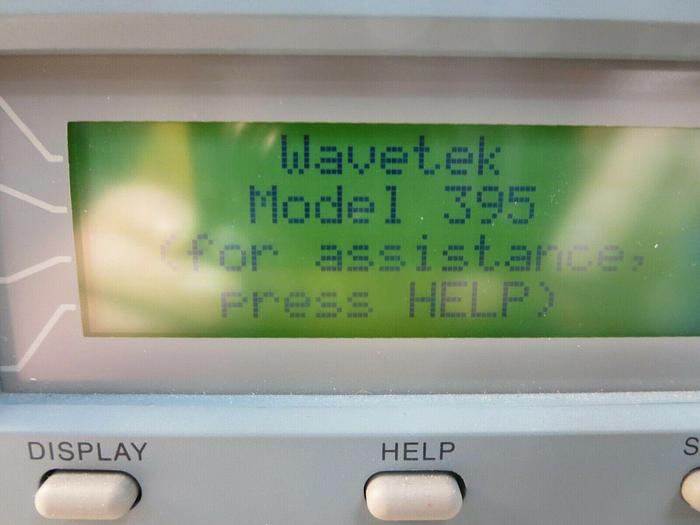 Wavetek
Model 395
(for assistance,
press HELP)
DISPLAY
HELP
S